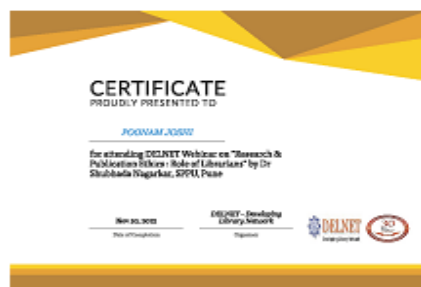 CERTIFICATE
PROUDLY PRESENTED TO
POONAM JOSHI
for attending DELNET Webinar on "Research &
Publication Ethics : Role of Librarians" by Dr
Shubhada Nagarkar, SPPU, Pune
DELNET – Developing
Library Network
Date of Completion
Organiser
DELNET